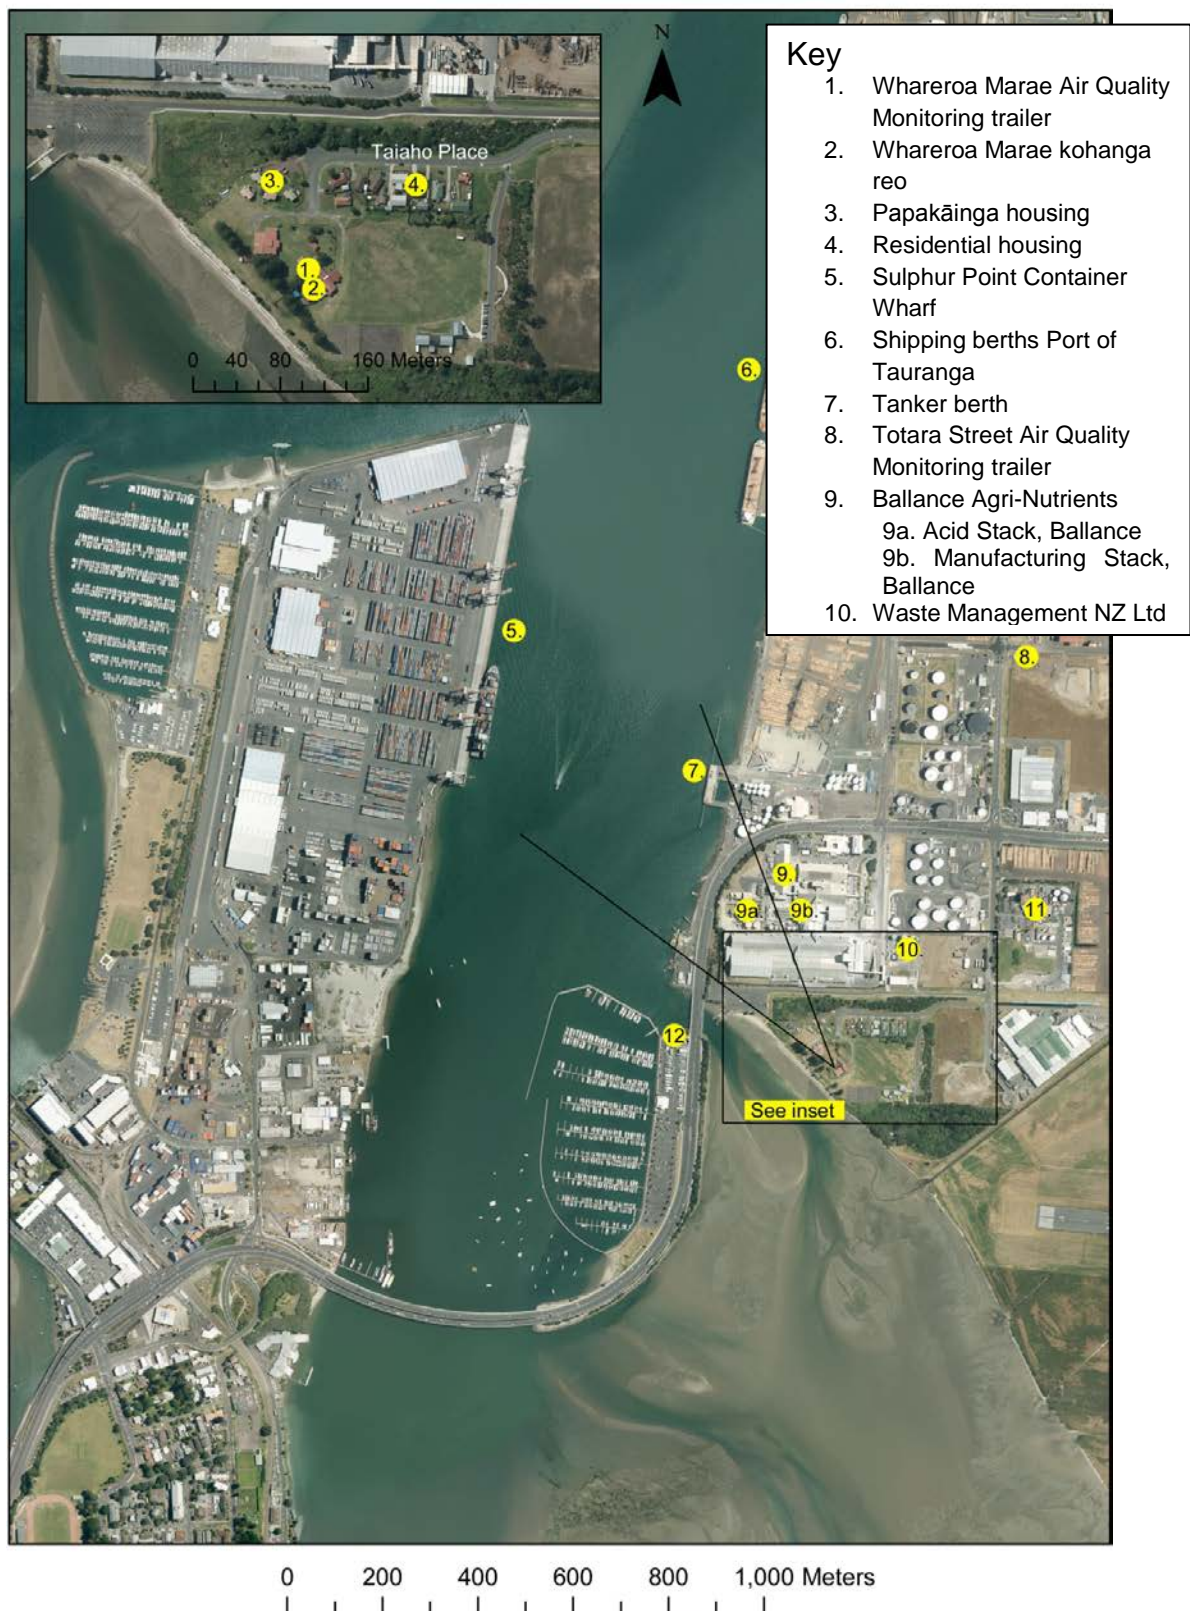 N
Key
1. Whareroa Marae Air Quality
Monitoring trailer
2. Whareroa Marae kohanga
reo
3. Papakāinga housing
4. Residential housing
5. Sulphur Point Container
Wharf
6. Shipping berths Port of
Tauranga
7. Tanker berth
8. Totara Street Air Quality
Monitoring trailer
9. Ballance Agri-Nutrients
9a. Acid Stack, Ballance
9b. Manufacturing Stack,
Ballance
10. Waste Management NZ Ltd
Taiaho Place
3.
4.
1.
2.
0 40 80 160 Meters
6.
5.
8.
7.
9.
9a.
9b.
11.
10.
12.
See inset
0 200 400 600 800 1,000 Meters